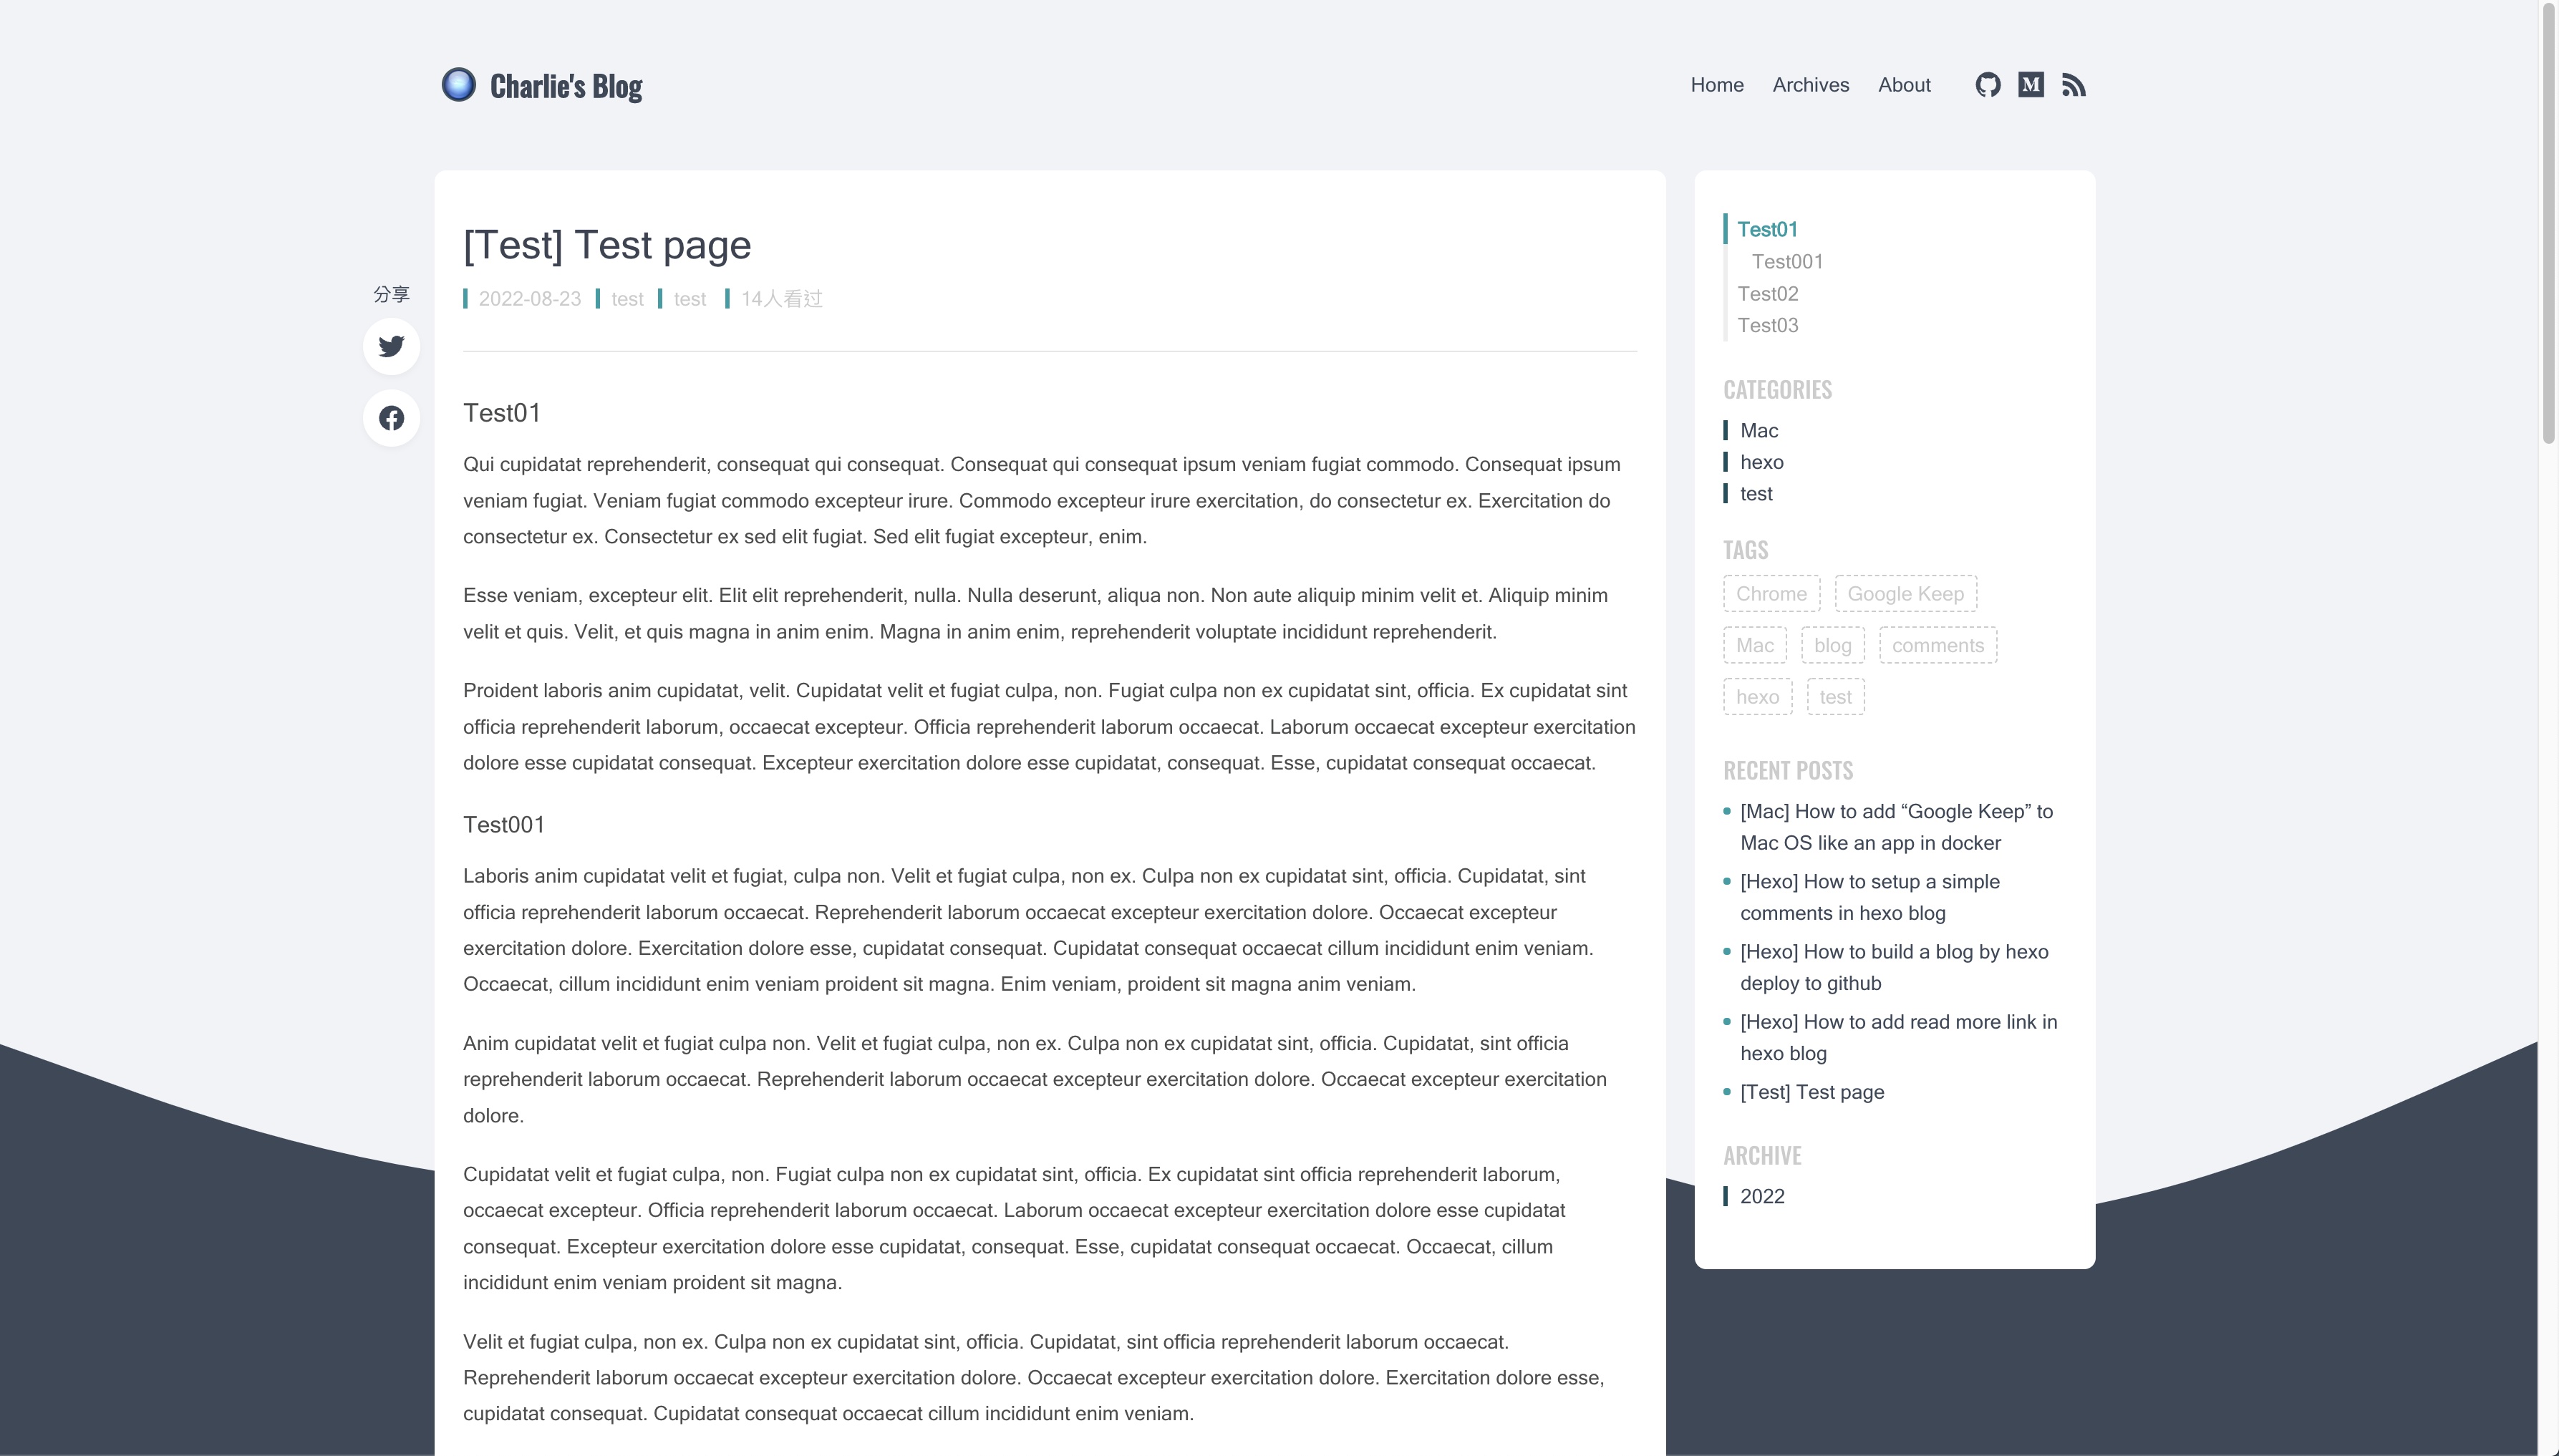 Charlie's Blog
Home Archives About
M
分享
[Test] Test page
2022-08-23 test test 14人看过
Test01
Qui cupidatat reprehenderit, consequat qui consequat. Consequat qui consequat ipsum veniam fugiat commodo. Consequat ipsum
veniam fugiat. Veniam fugiat commodo excepteur irure. Commodo excepteur irure exercitation, do consectetur ex. Exercitation do
consectetur ex. Consectetur ex sed elit fugiat. Sed elit fugiat excepteur, enim.
Esse veniam, excepteur elit. Elit elit reprehenderit, nulla. Nulla deserunt, aliqua non. Non aute aliquip minim velit et. Aliquip minim
velit et quis. Velit, et quis magna in anim enim. Magna in anim enim, reprehenderit voluptate incididunt reprehenderit.
Proident laboris anim cupidatat, velit. Cupidatat velit et fugiat culpa, non. Fugiat culpa non ex cupidatat sint, officia. Ex cupidatat sint
officia reprehenderit laborum, occaecat excepteur. Officia reprehenderit laborum occaecat. Laborum occaecat excepteur exercitation
dolore esse cupidatat consequat. Excepteur exercitation dolore esse cupidatat, consequat. Esse, cupidatat consequat occaecat.
Test001
Laboris anim cupidatat velit et fugiat, culpa non. Velit et fugiat culpa, non ex. Culpa non ex cupidatat sint, officia. Cupidatat, sint
officia reprehenderit laborum occaecat. Reprehenderit laborum occaecat excepteur exercitation dolore. Occaecat excepteur
exercitation dolore. Exercitation dolore esse, cupidatat consequat. Cupidatat consequat occaecat cillum incididunt enim veniam.
Occaecat, cillum incididunt enim veniam proident sit magna. Enim veniam, proident sit magna anim veniam.
Anim cupidatat velit et fugiat culpa non. Velit et fugiat culpa, non ex. Culpa non ex cupidatat sint, officia. Cupidatat, sint officia
reprehenderit laborum occaecat. Reprehenderit laborum occaecat excepteur exercitation dolore. Occaecat excepteur exercitation
dolore.
Cupidatat velit et fugiat culpa, non. Fugiat culpa non ex cupidatat sint, officia. Ex cupidatat sint officia reprehenderit laborum,
occaecat excepteur. Officia reprehenderit laborum occaecat. Laborum occaecat excepteur exercitation dolore esse cupidatat
consequat. Excepteur exercitation dolore esse cupidatat, consequat. Esse, cupidatat consequat occaecat. Occaecat, cillum
incididunt enim veniam proident sit magna.
Velit et fugiat culpa, non ex. Culpa non ex cupidatat sint, officia. Cupidatat, sint officia reprehenderit laborum occaecat.
Reprehenderit laborum occaecat excepteur exercitation dolore. Occaecat excepteur exercitation dolore. Exercitation dolore esse,
cupidatat consequat. Cupidatat consequat occaecat cillum incididunt enim veniam.
Test01
Test001
Test02
Test03
CATEGORIES
Mac
hexo
test
TAGS
Chrome Google Keep
Mac blog comments
hexo test
RECENT POSTS
[Mac] How to add “Google Keep” to
Mac OS like an app in docker
[Hexo] How to setup a simple
comments in hexo blog
[Hexo] How to build a blog by hexo
deploy to github
[Hexo] How to add read more link in
hexo blog
[Test] Test page
ARCHIVE
2022